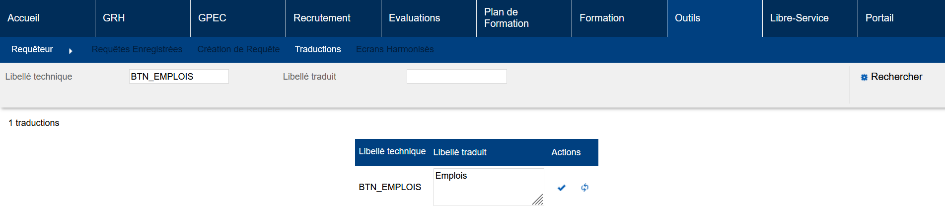 Accueil GRH GPEC Recrutement Evaluations Plan de Formation Formation Outils Libre-Service Portail
Requêteur Requêtes Enregistrées Création de Requête Traductions Ecrans Harmonisés
Libellé technique BTN_EMPLOIS Libellé traduit Rechercher
1 traductions
Libellé technique Libellé traduit Actions
BTN_EMPLOIS Emplois